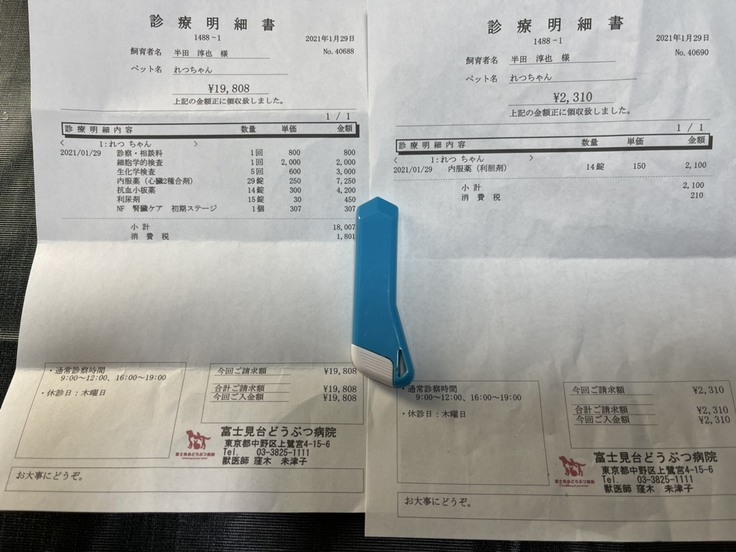 診療明細書
1488-1
2021年1月29日
No. 40688
飼育者名 半田 淳也 様
ペット名 れつちゃん
¥19,808
上記の金額正に領収致しました。
1 / 1
診療明細内容 数量 単価 金額
< 1:れつ ちゃん >
2021/01/29 診察・相談料 1回 800 800
細胞学的検査 1回 2,000 2,000
生化学検査 5回 600 3,000
内服薬（心臓2種合剤） 29錠 250 7,250
抗血小板薬 14錠 300 4,200
利尿剤 15錠 30 450
NF 腎臓ケア 初期ステージ 1個 307 307
小 計 18,007
消 費 税 1,801
・通常診察時間
9:00～12:00、16:00～19:00
・休診日：木曜日
今回ご請求額 ¥19,808
合計ご請求額 ¥19,808
今回ご入金額 ¥19,808
富士見台どうぶつ病院
富士見台どうぶつ病院
東京都中野区上鷺宮4-15-6
Tel. 03-3825-1111
獣医師 窪木 未津子
お大事にどうぞ。
診療明細書
1488-1
2021年1月29日
No. 40690
飼育者名 半田 淳也 様
ペット名 れつちゃん
¥2,310
上記の金額正に領収致しました。
1 / 1
診療明細内容 数量 単価 金額
< 1:れつ ちゃん >
2021/01/29 内服薬（利胆剤） 14錠 150 2,100
小 計 2,100
消 費 税 210
・通常診察時間
9:00～12:00、16:00～19:00
・休診日：木曜日
今回ご請求額 ¥2,310
合計ご請求額 ¥2,310
今回ご入金額 ¥2,310
富士見台どうぶつ病院
富士見台どうぶつ病院
東京都中野区上鷺宮4-15-6
Tel. 03-3825-1111
獣医師 窪木 未津子
お大事にどうぞ。